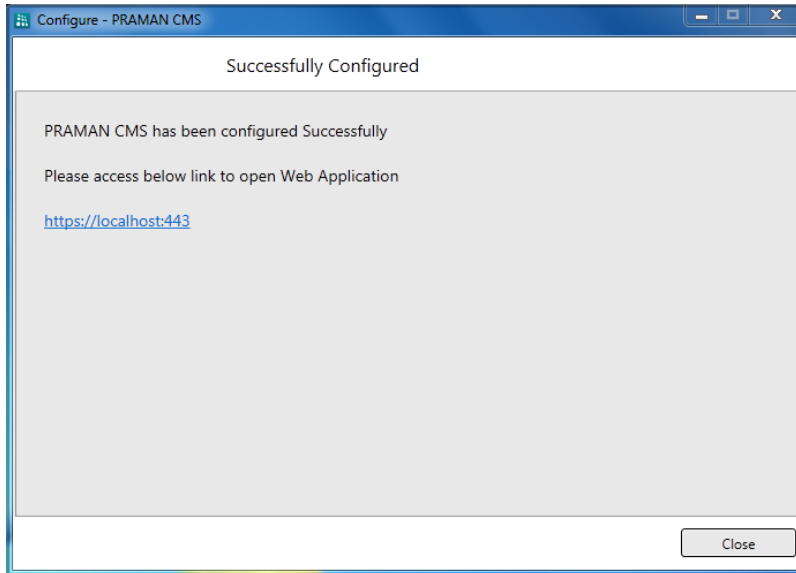 Configure - PRAMAN CMS
Successfully Configured
PRAMAN CMS has been configured Successfully
Please access below link to open Web Application
https://localhost:443
Close